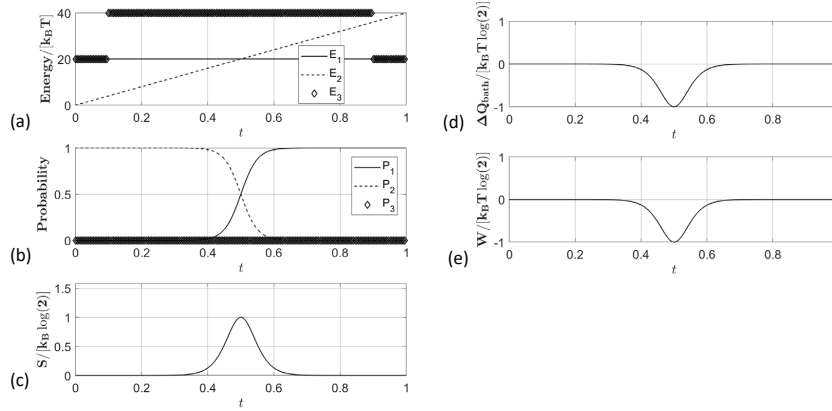 40
20
0
Energy/[k_BT]
E_1
E_2
E_3
0 0.2 0.4 0.6 0.8 1
t
(a)
1
0.5
0
Probability
P_1
P_2
P_3
0 0.2 0.4 0.6 0.8 1
t
(b)
1.5
1
0.5
0
S/[k_B log(2)]
0 0.2 0.4 0.6 0.8 1
t
(c)
1
0
-1
ΔQ_bath/[k_BT log(2)]
0 0.2 0.4 0.6 0.8
t
(d)
1
0
-1
W/[k_BT log(2)]
0 0.2 0.4 0.6 0.8
t
(e)